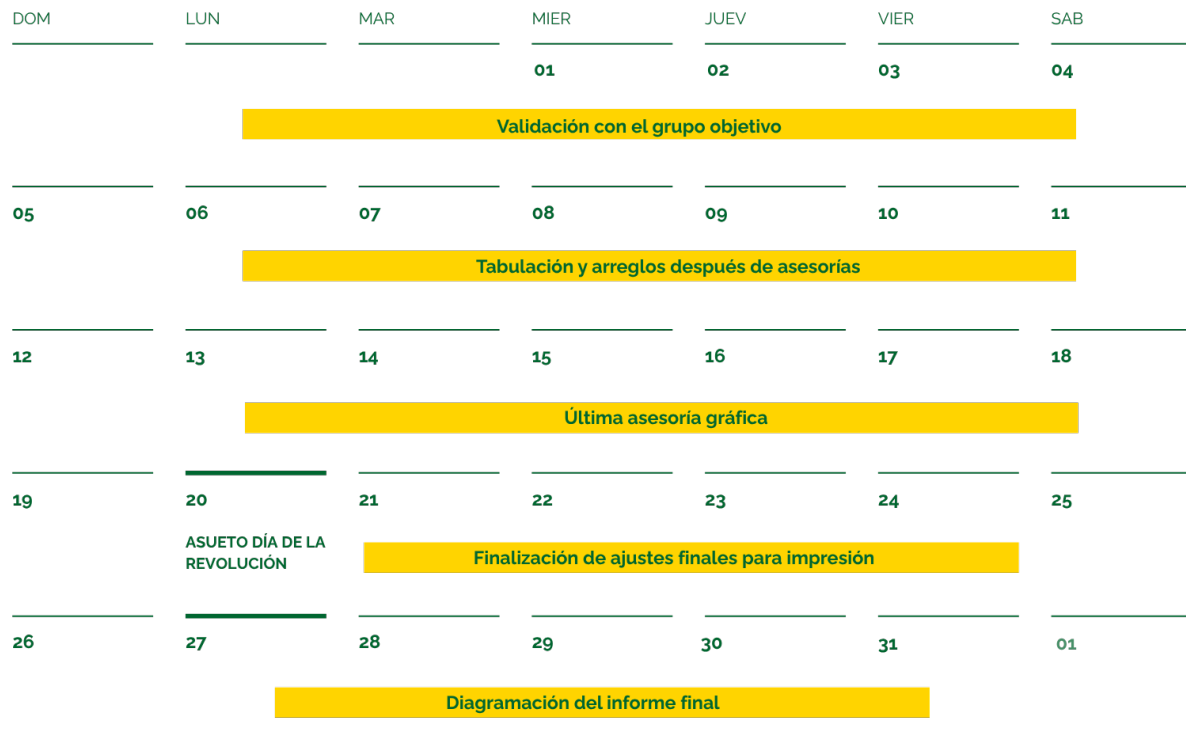 DOM LUN MAR MIER JUEV VIER SAB
01 02 03 04
Validación con el grupo objetivo
05 06 07 08 09 10 11
Tabulación y arreglos después de asesorías
12 13 14 15 16 17 18
Última asesoría gráfica
19 20 21 22 23 24 25
ASUETO DÍA DE LA
REVOLUCIÓN
Finalización de ajustes finales para impresión
26 27 28 29 30 31 01
Diagramación del informe final